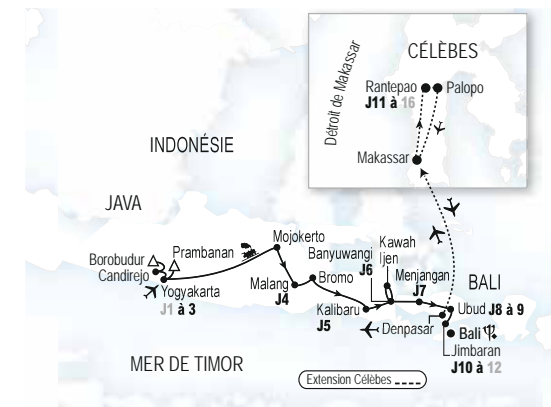 CÉLÈBES
Détroit de Makassar
Rantepao
Palopo
J11 à 16
Makassar
INDONÉSIE
JAVA
Borobudur
Candirejo
Prambanan
Yogyakarta
J1 à 3
Mojokerto
Malang
J4
Bromo
Banyuwangi
J6
Kawah
Ijen
Menjangan
J7
Kalibaru
J5
BALI
Ubud J8 à 9
Denpasar
Bali
Jimbaran
J10 à 12
MER DE TIMOR
Extension Célèbes